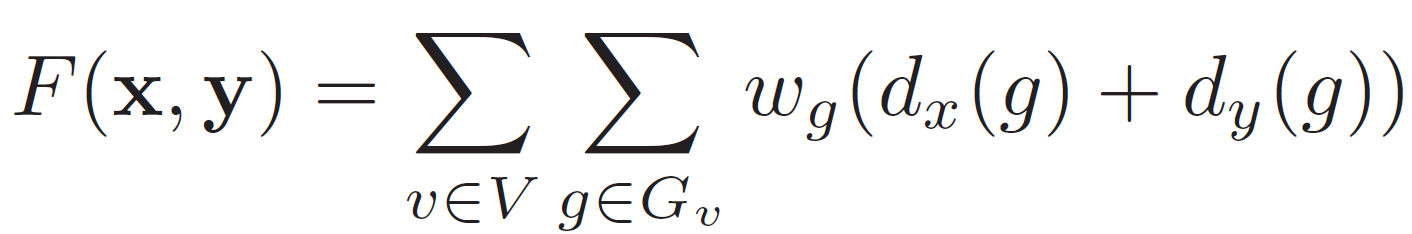 F(𝐱, 𝐲) = ∑_{v∈V} ∑_{g∈G_v} w_g(d_x(g) + d_y(g))